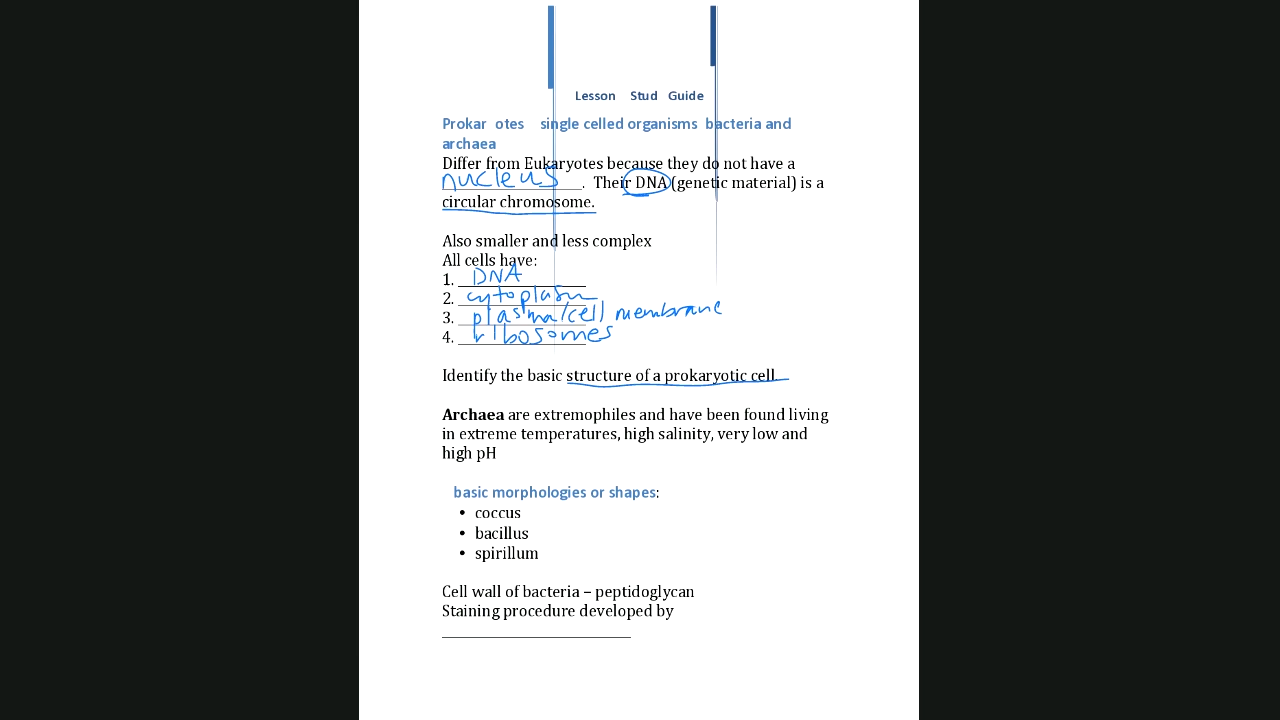 Lesson Stud Guide
Prokar otes single celled organisms bacteria and
archaea
Differ from Eukaryotes because they do not have a
nucleus. Their DNA (genetic material) is a
circular chromosome.
Also smaller and less complex
All cells have:
1. DNA
2. cytoplasm
3. plasma/cell membrane
4. ribosomes
Identify the basic structure of a prokaryotic cell.
Archaea are extremophiles and have been found living
in extreme temperatures, high salinity, very low and
high pH
basic morphologies or shapes:
• coccus
• bacillus
• spirillum
Cell wall of bacteria – peptidoglycan
Staining procedure developed by